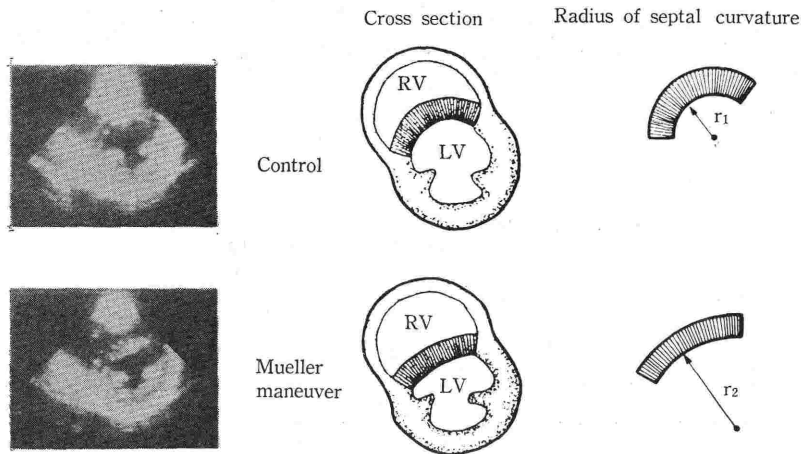 Cross section
Radius of septal curvature
RV
LV
r1
Control
RV
LV
r2
Mueller
maneuver